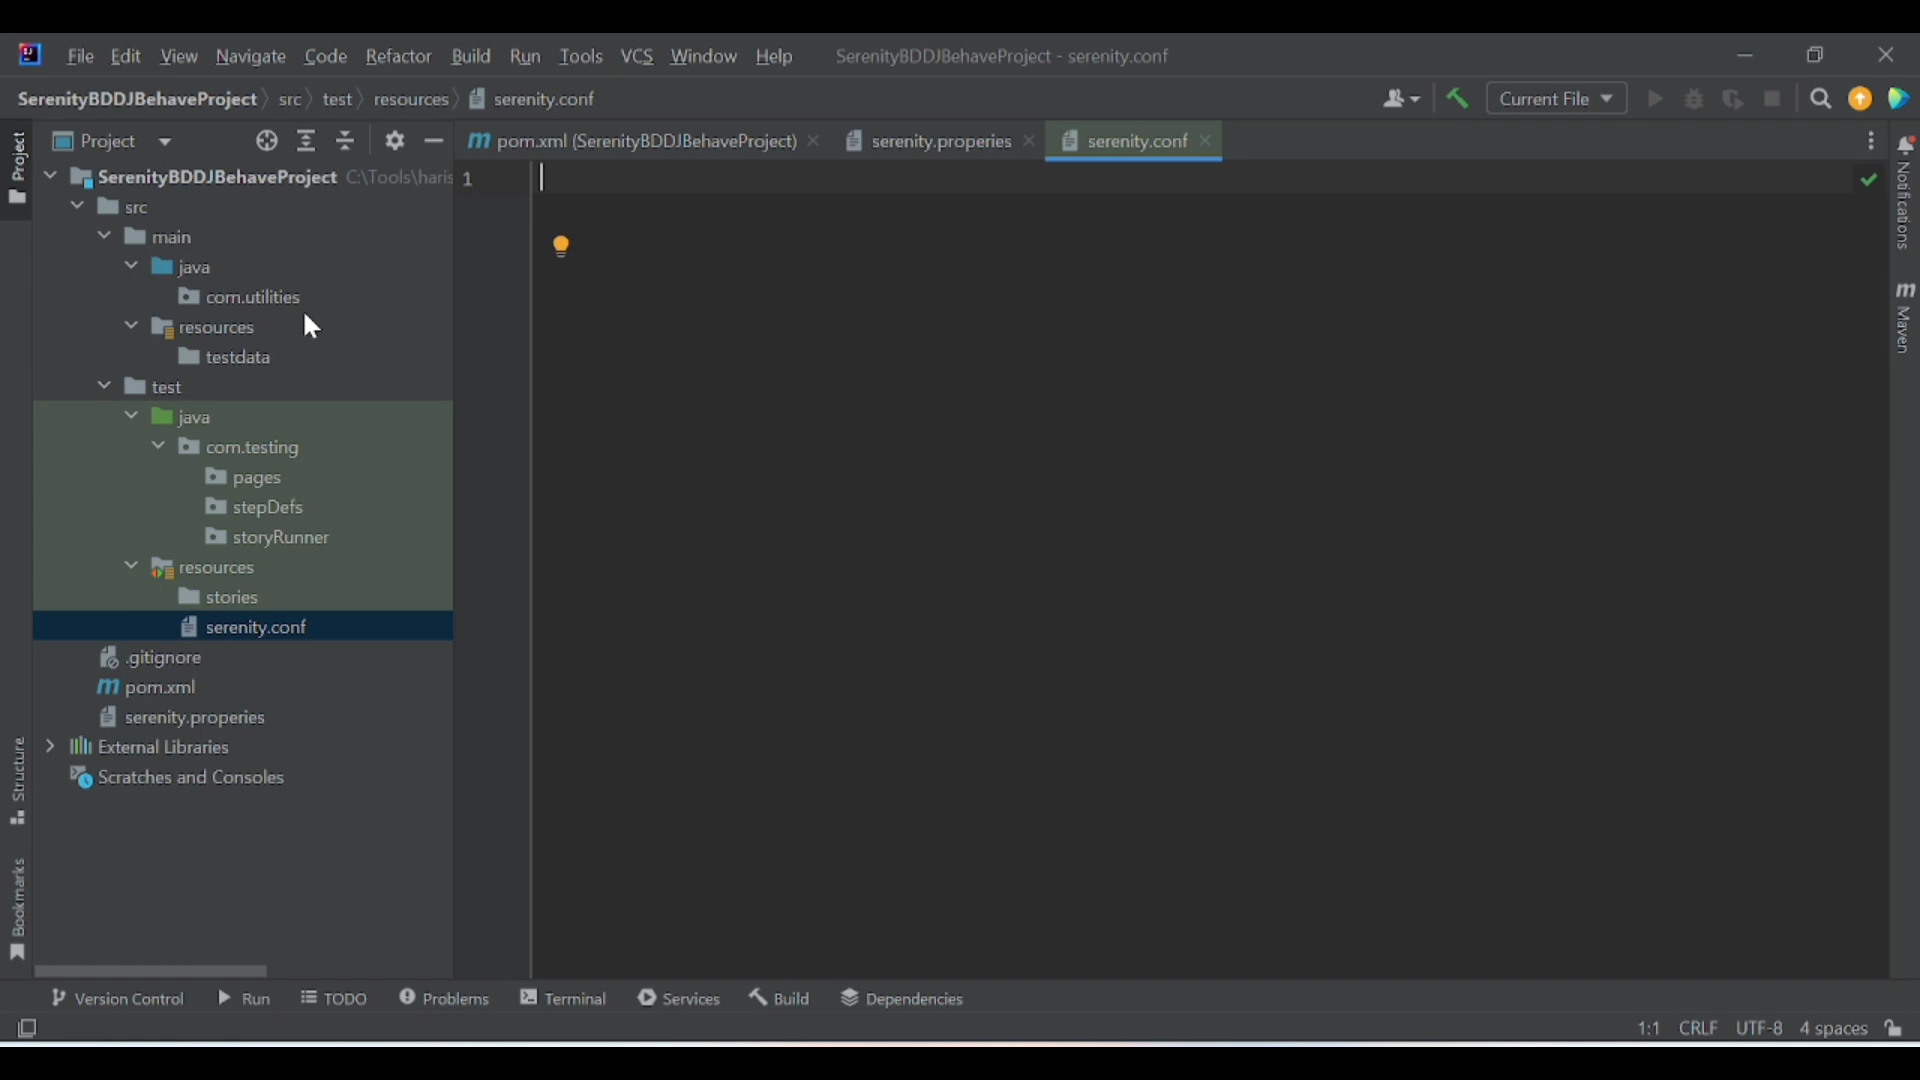 File Edit View Navigate Code Refactor Build Run Tools VCS Window Help SerenityBDDJBehaveProject - serenity.conf
SerenityBDDJBehaveProject src test resources serenity.conf Current File
Project
Project
pom.xml (SerenityBDDJBehaveProject) serenity.properies serenity.conf
SerenityBDDJBehaveProject C:\Tools\haris
1
src
main
java
com.utilities
resources
testdata
test
java
com.testing
pages
stepDefs
storyRunner
resources
stories
serenity.conf
.gitignore
pom.xml
serenity.properies
External Libraries
Scratches and Consoles
Structure
Bookmarks
Notifications
Maven
Version Control Run TODO Problems Terminal Services Build Dependencies
1:1 CRLF UTF-8 4 spaces